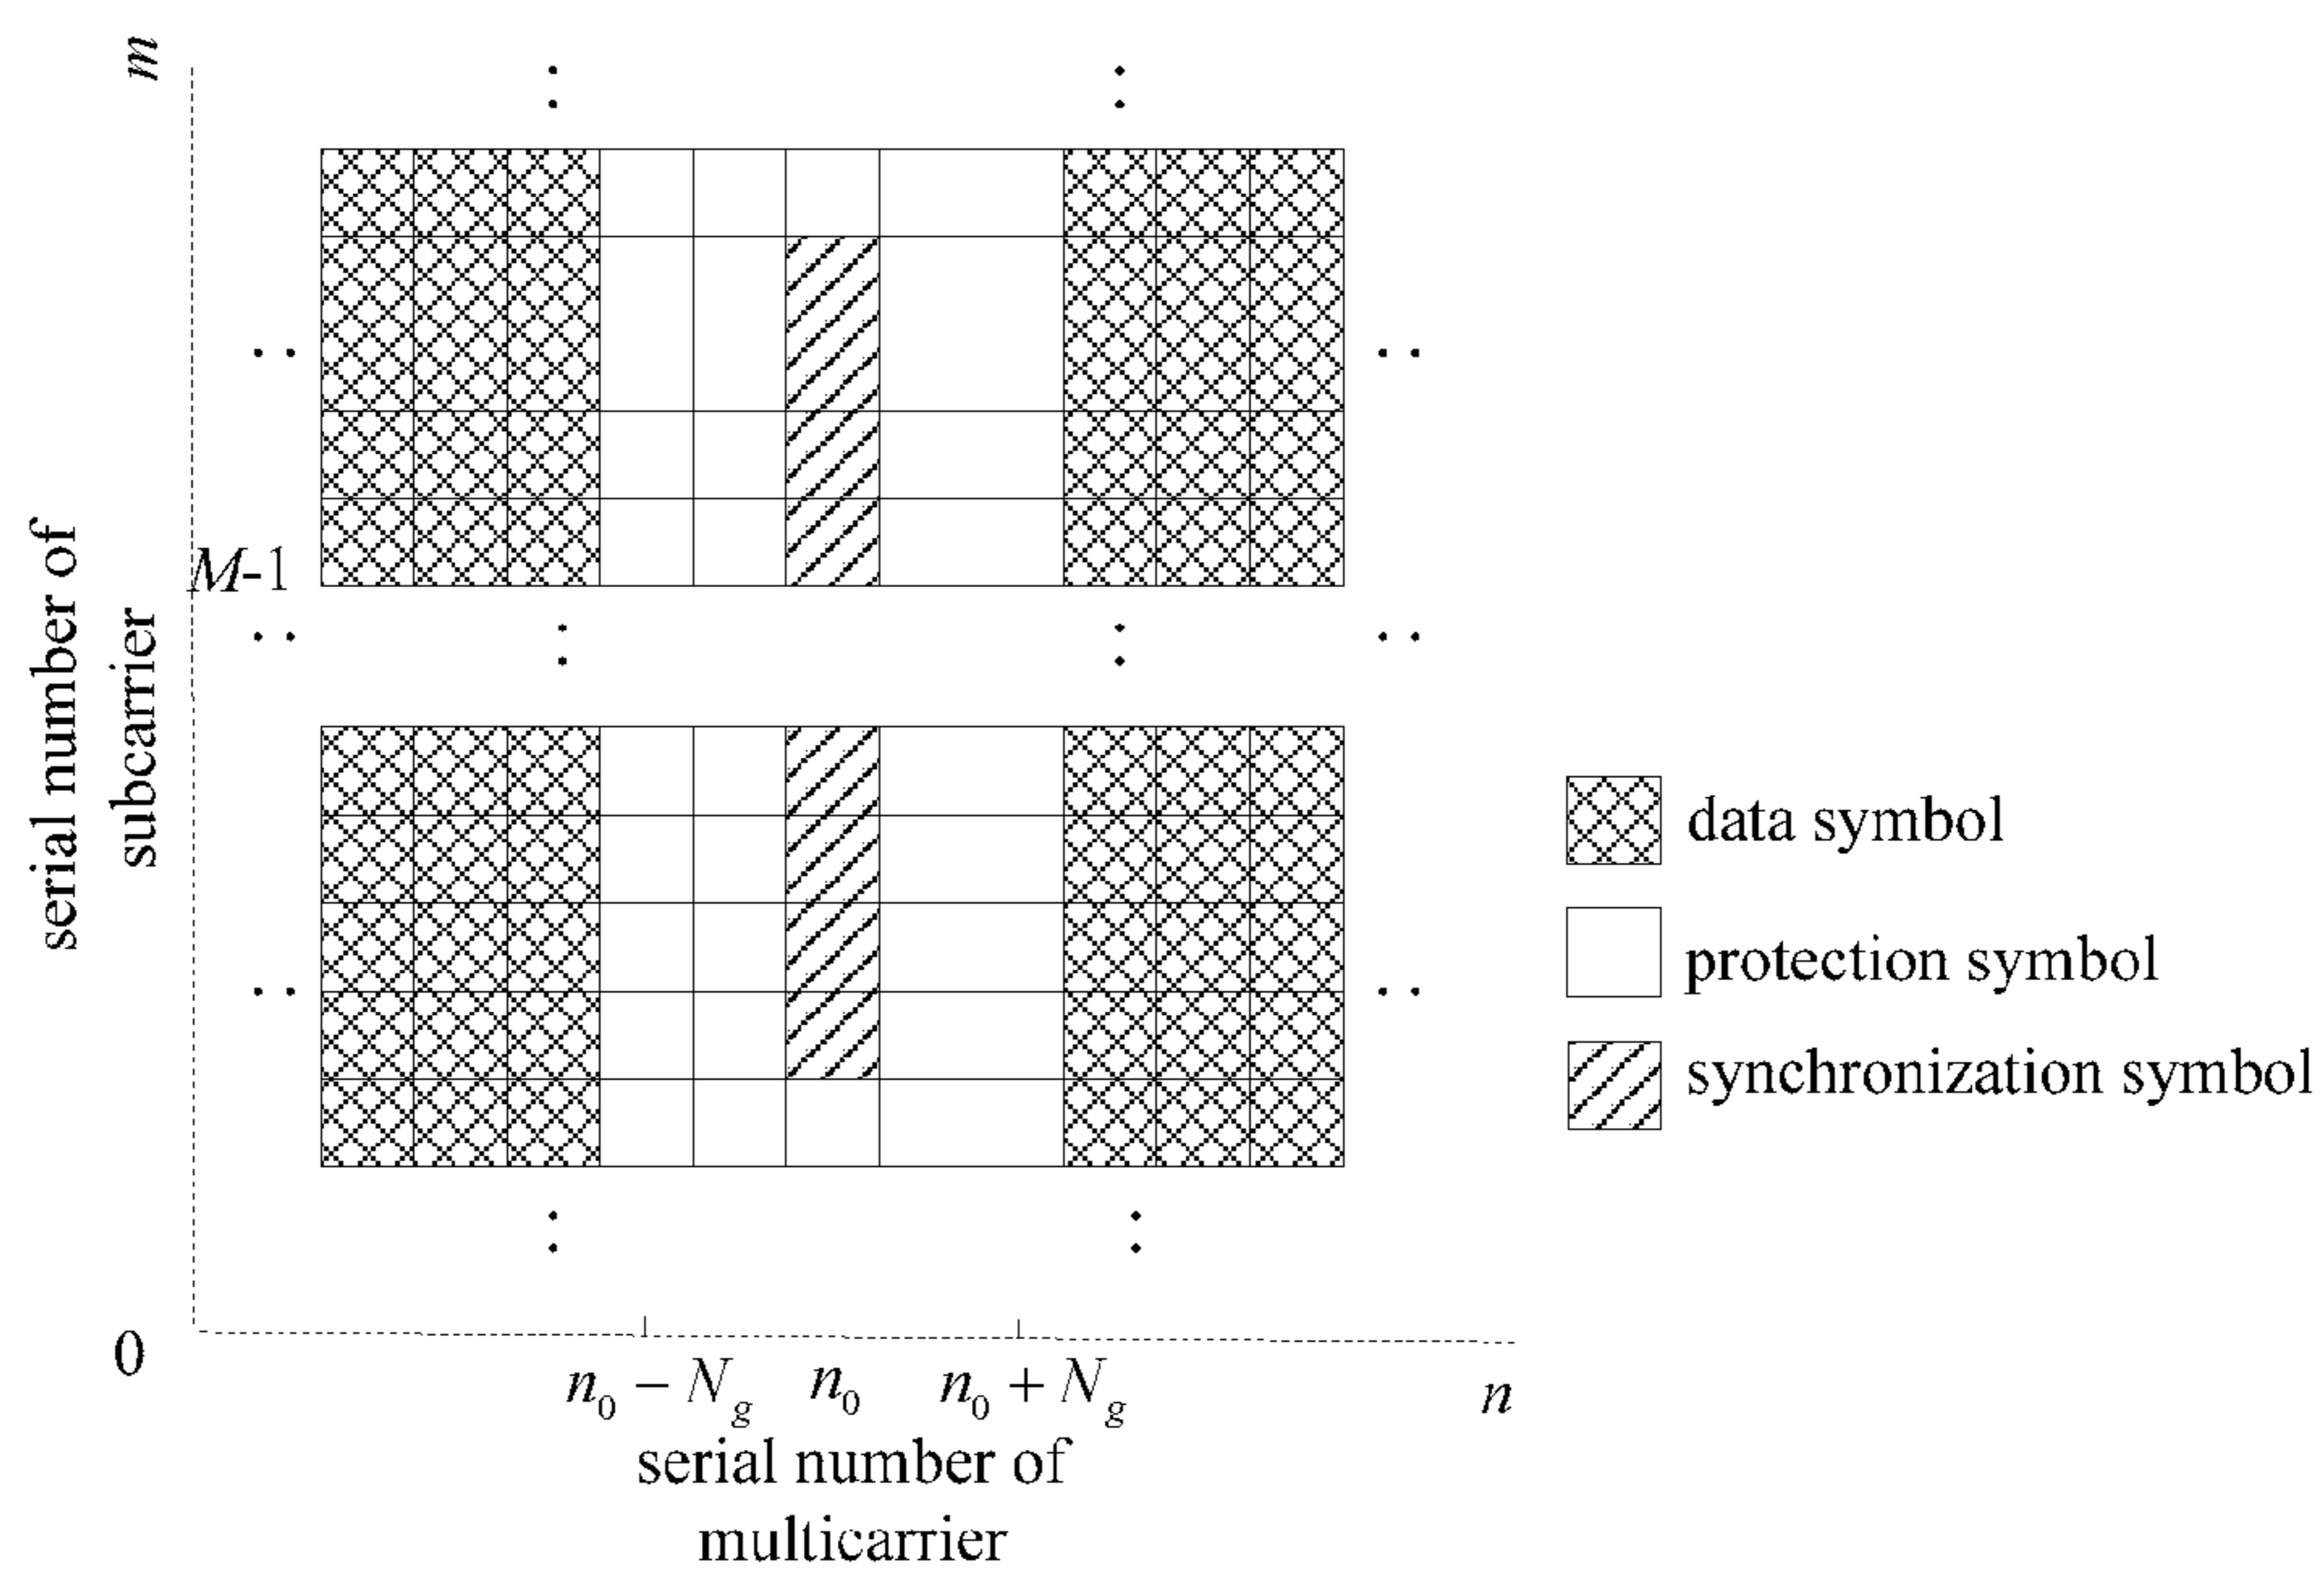 m
serial number of
subcarrier
M-1
data symbol
protection symbol
synchronization symbol
0
n₀ − N_g
n₀
n₀ + N_g
n
serial number of
multicarrier